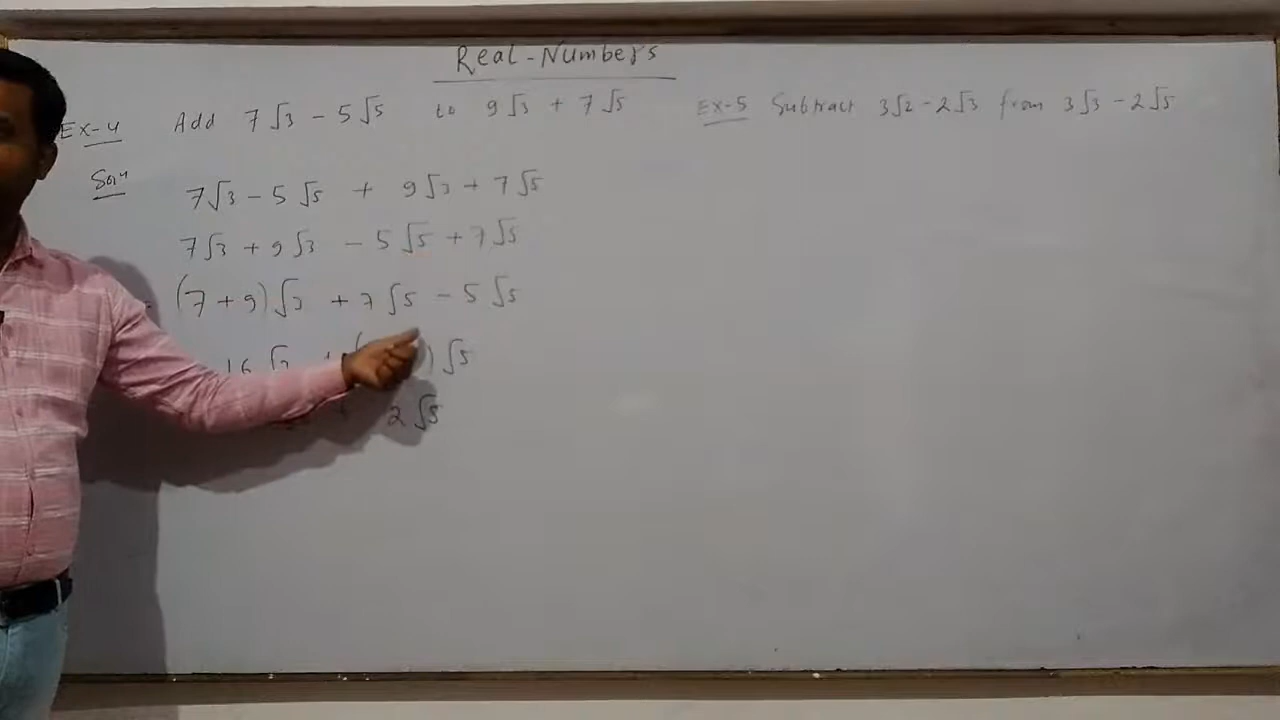 Real-Numbers
Ex-4 Add 7√3 - 5√5 to 9√3 + 7√5
Soln
7√3 - 5√5 + 9√3 + 7√5
7√3 + 9√3 - 5√5 + 7√5
(7+9)√3 + 7√5 - 5√5
16√3 + ( )√5
+ 2√5
EX-5 Subtract 3√2 - 2√3 from 3√3 - 2√5